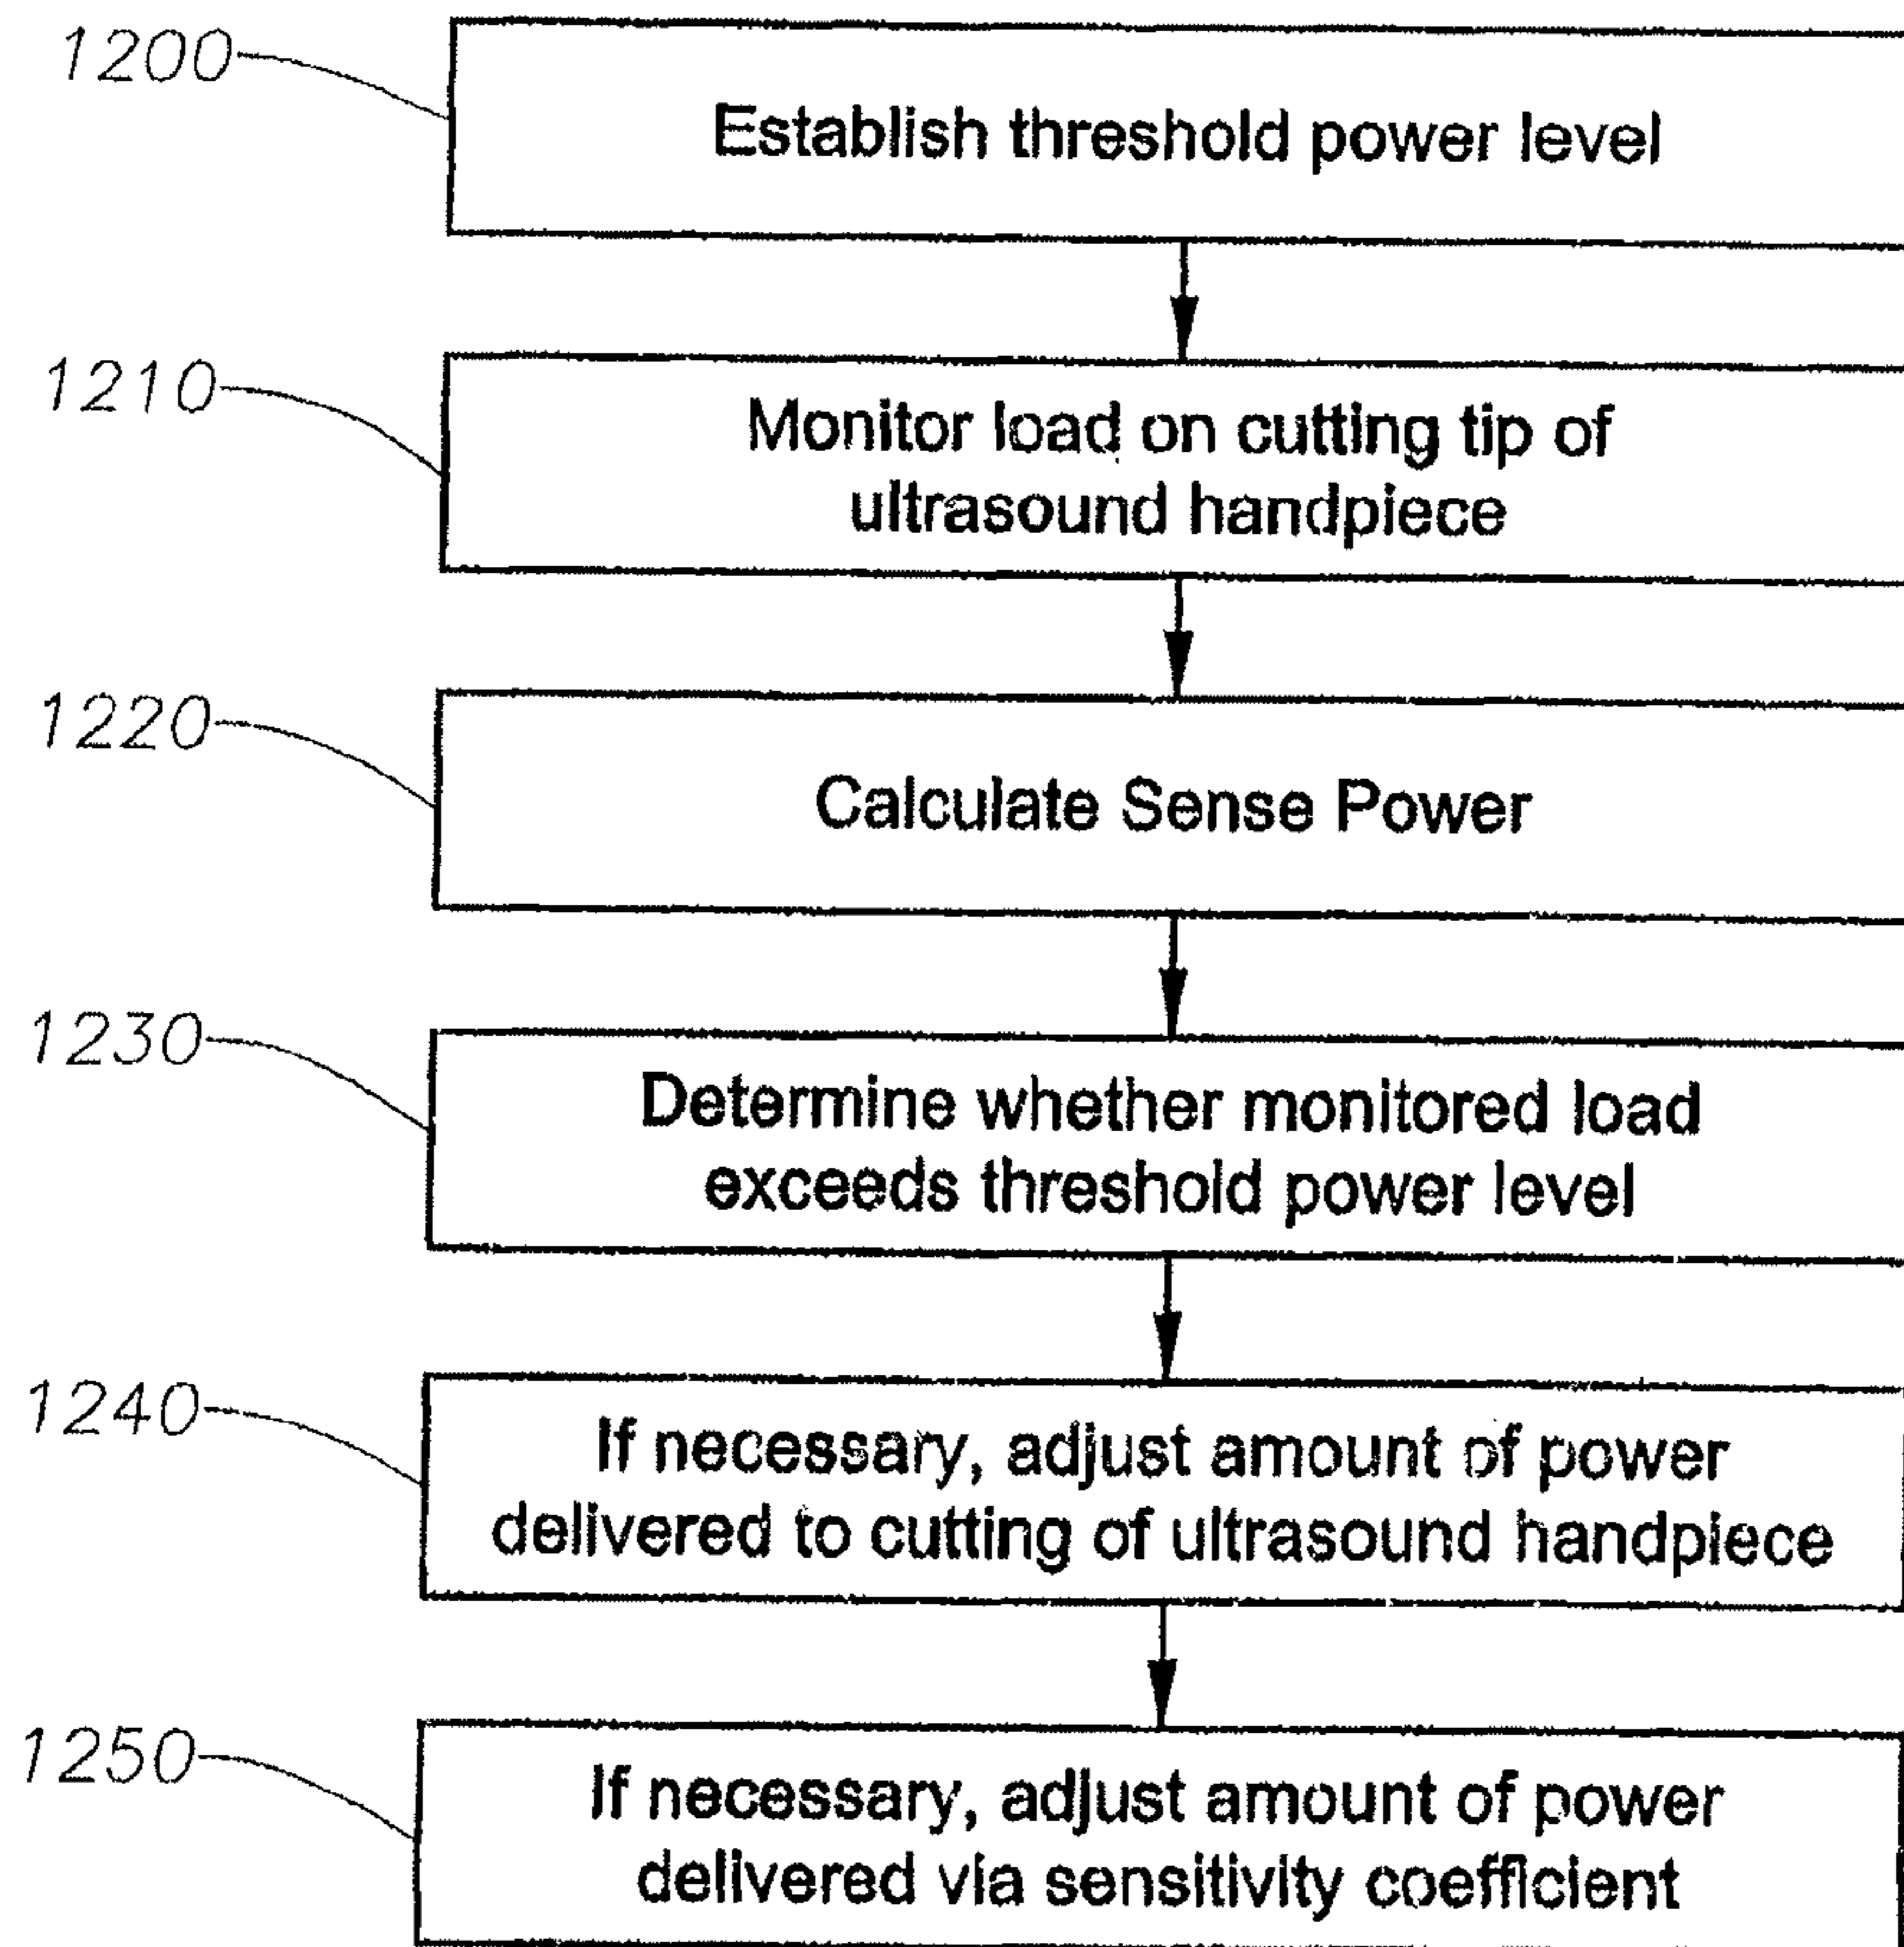 1200
Establish threshold power level
1210
Monitor load on cutting tip of
ultrasound handpiece
1220
Calculate Sense Power
1230
Determine whether monitored load
exceeds threshold power level
1240
If necessary, adjust amount of power
delivered to cutting of ultrasound handpiece
1250
If necessary, adjust amount of power
delivered via sensitivity coefficient